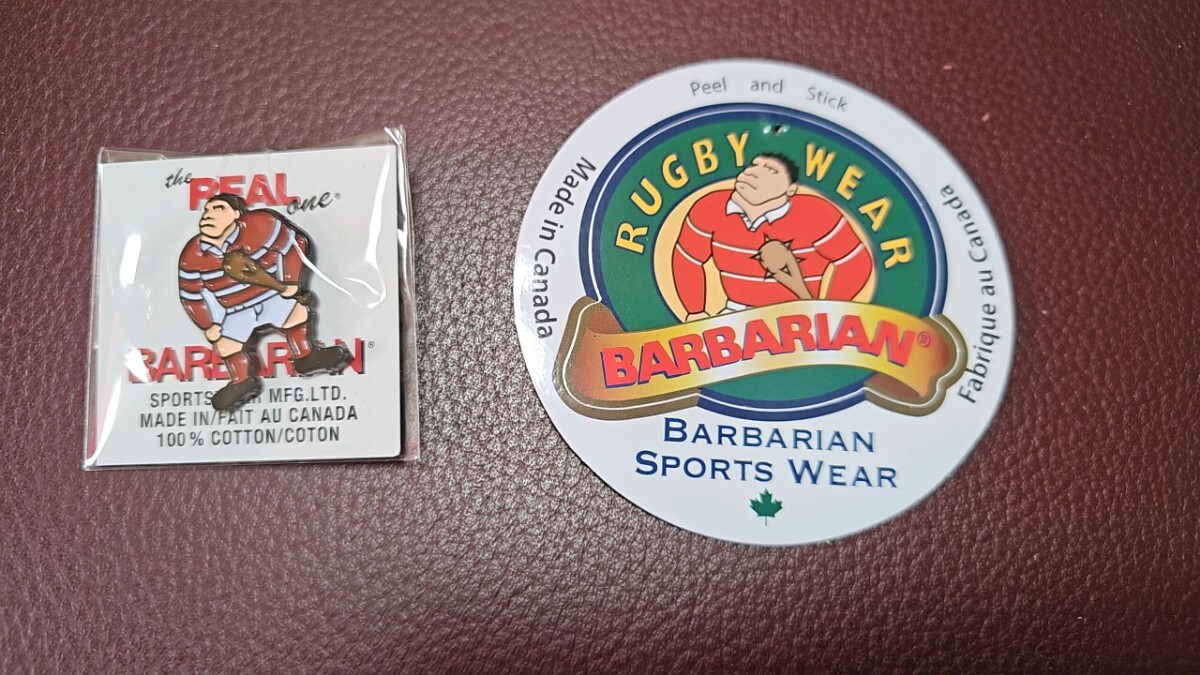 the REAL one®
BARBARIAN®
SPORTS MFG.LTD.
MADE IN/FAIT AU CANADA
100% COTTON/COTON
Peel and Stick
Made in Canada
Fabrique au Canada
RUGBY WEAR
BARBARIAN®
BARBARIAN
SPORTS WEAR